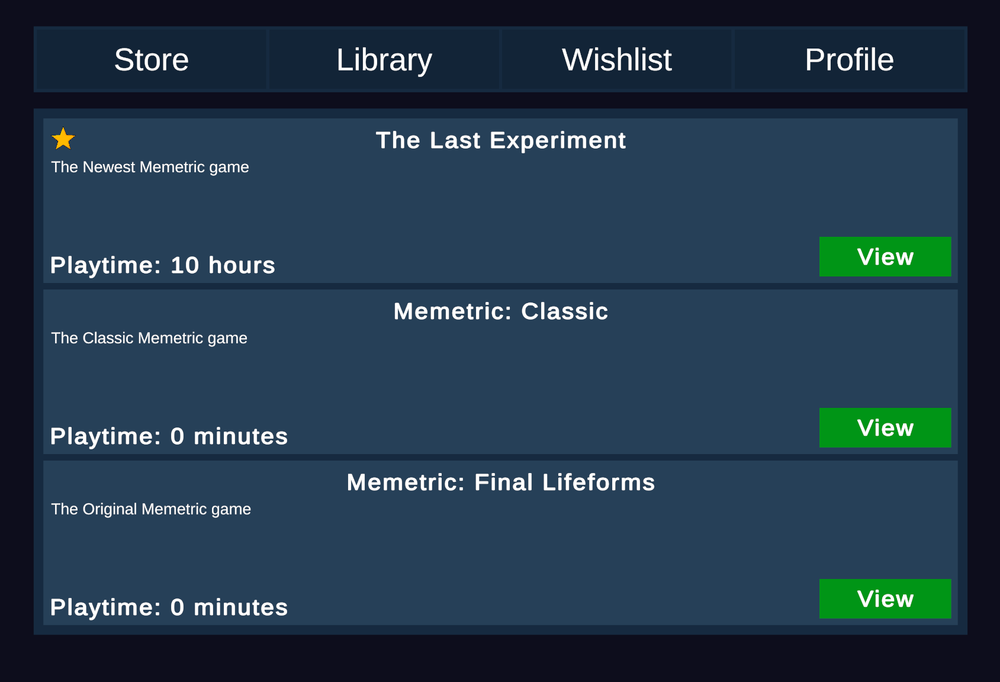 Store
Library
Wishlist
Profile
The Last Experiment
The Newest Memetric game
Playtime: 10 hours
View
Memetric: Classic
The Classic Memetric game
Playtime: 0 minutes
View
Memetric: Final Lifeforms
The Original Memetric game
Playtime: 0 minutes
View